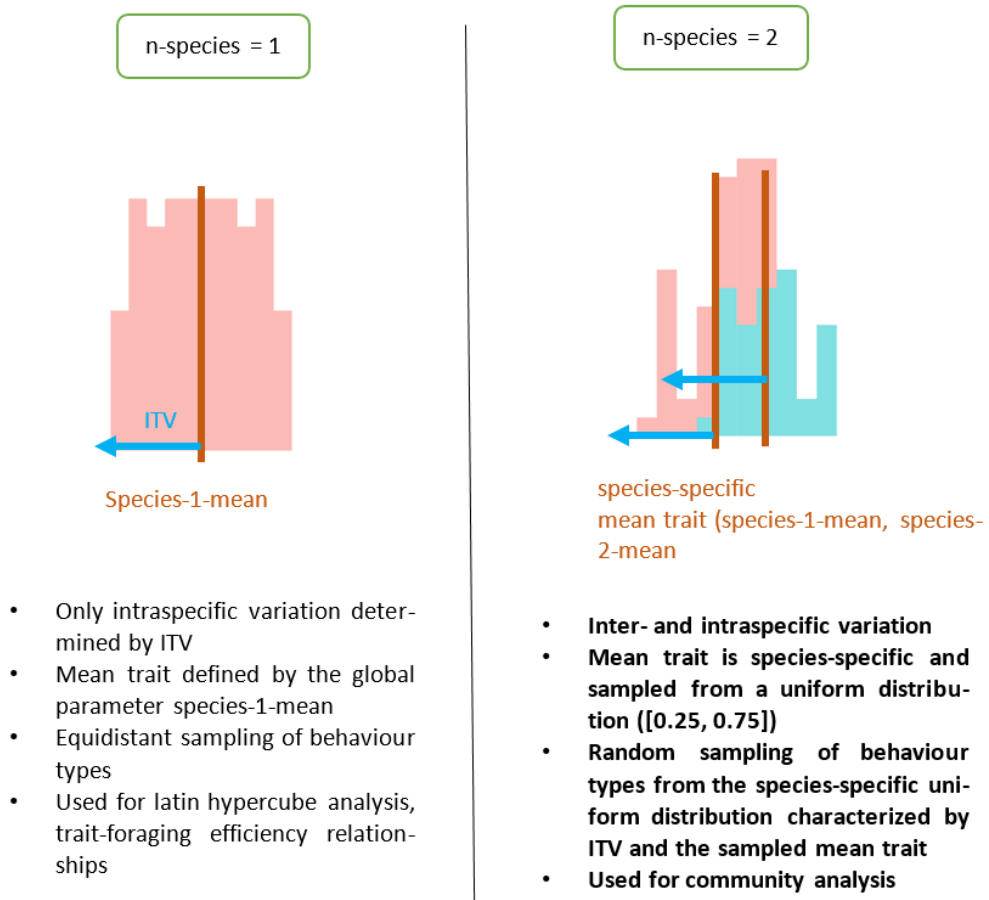 n-species = 1
ITV
Species-1-mean
• Only intraspecific variation deter-
mined by ITV
• Mean trait defined by the global
parameter species-1-mean
• Equidistant sampling of behaviour
types
• Used for latin hypercube analysis,
trait-foraging efficiency relation-
ships
n-species = 2
species-specific
mean trait (species-1-mean, species-
2-mean
• Inter- and intraspecific variation
• Mean trait is species-specific and
sampled from a uniform distribu-
tion ([0.25, 0.75])
• Random sampling of behaviour
types from the species-specific uni-
form distribution characterized by
ITV and the sampled mean trait
• Used for community analysis